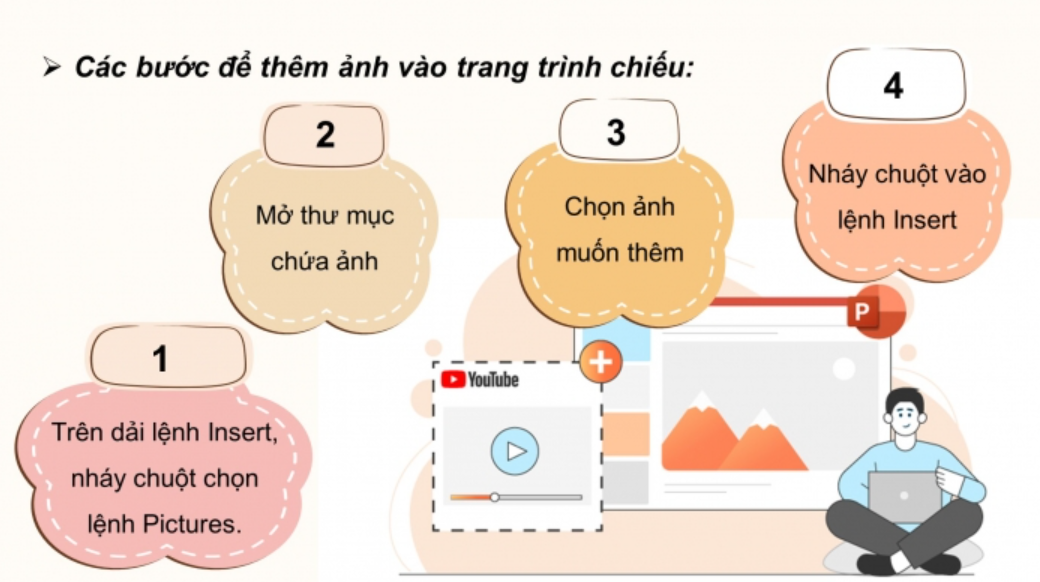 ➢ Các bước để thêm ảnh vào trang trình chiếu:
1
Trên dải lệnh Insert,
nháy chuột chọn
lệnh Pictures.
2
Mở thư mục
chứa ảnh
3
Chọn ảnh
muốn thêm
4
Nháy chuột vào
lệnh Insert
P
YouTube